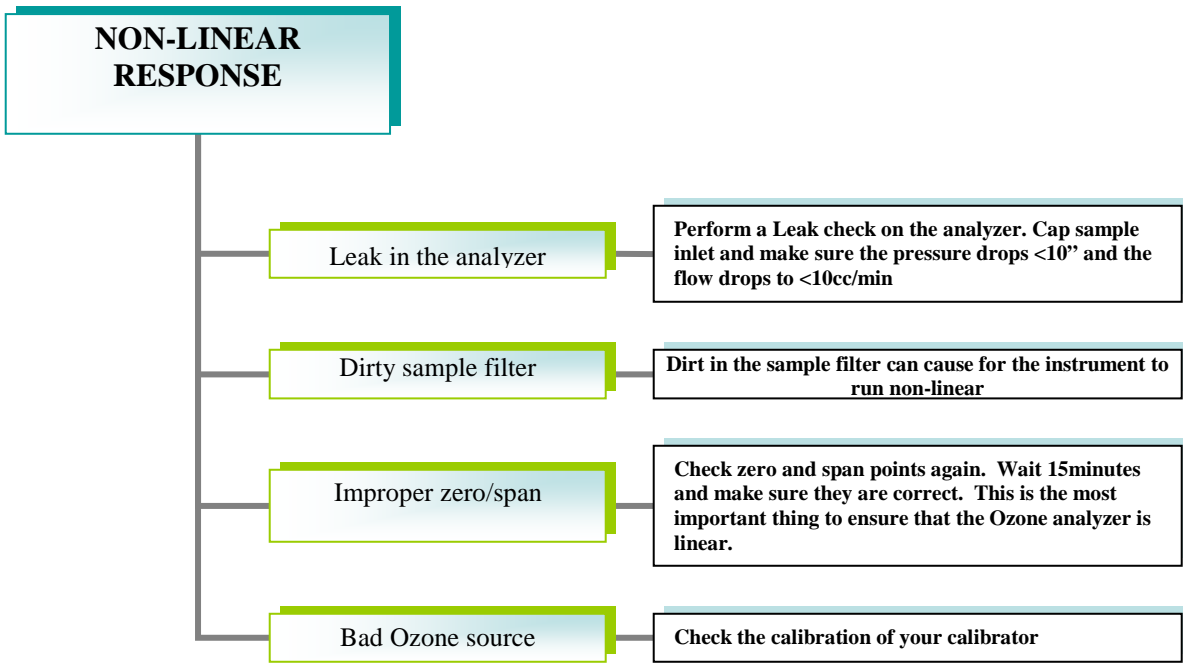 NON-LINEAR
RESPONSE
Leak in the analyzer
Perform a Leak check on the analyzer. Cap sample
inlet and make sure the pressure drops <10” and the
flow drops to <10cc/min
Dirty sample filter
Dirt in the sample filter can cause for the instrument to
run non-linear
Improper zero/span
Check zero and span points again.  Wait 15minutes
and make sure they are correct.  This is the most
important thing to ensure that the Ozone analyzer is
linear.
Bad Ozone source
Check the calibration of your calibrator